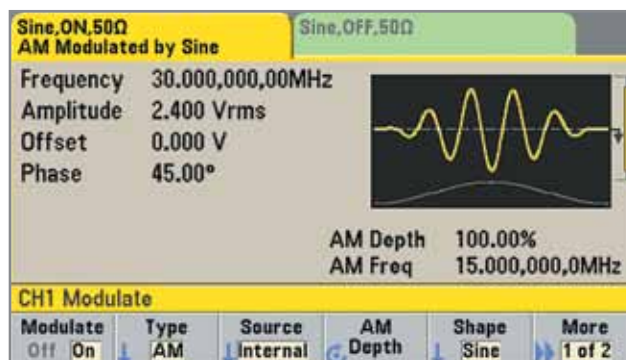 Sine,ON,50Ω
AM Modulated by Sine
Sine,OFF,50Ω
Frequency 30.000,000,00MHz
Amplitude 2.400 Vrms
Offset 0.000 V
Phase 45.00°
AM Depth 100.00%
AM Freq 15.000,000,0MHz
CH1 Modulate
Modulate Type Source AM Shape More
Off On AM Internal Depth Sine 1 of 2